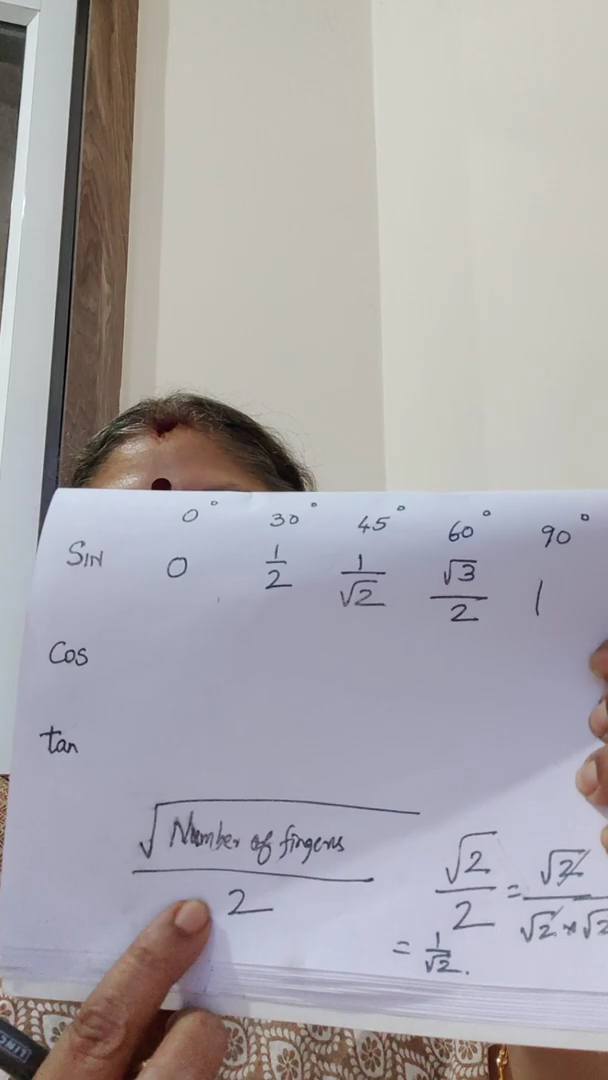 0° 30° 45° 60° 90°
SIN 0 1/2 1/√2 √3/2 1
Cos
tan
√Number of fingers / 2
√2/2 = √2/√2×√2
= 1/√2.